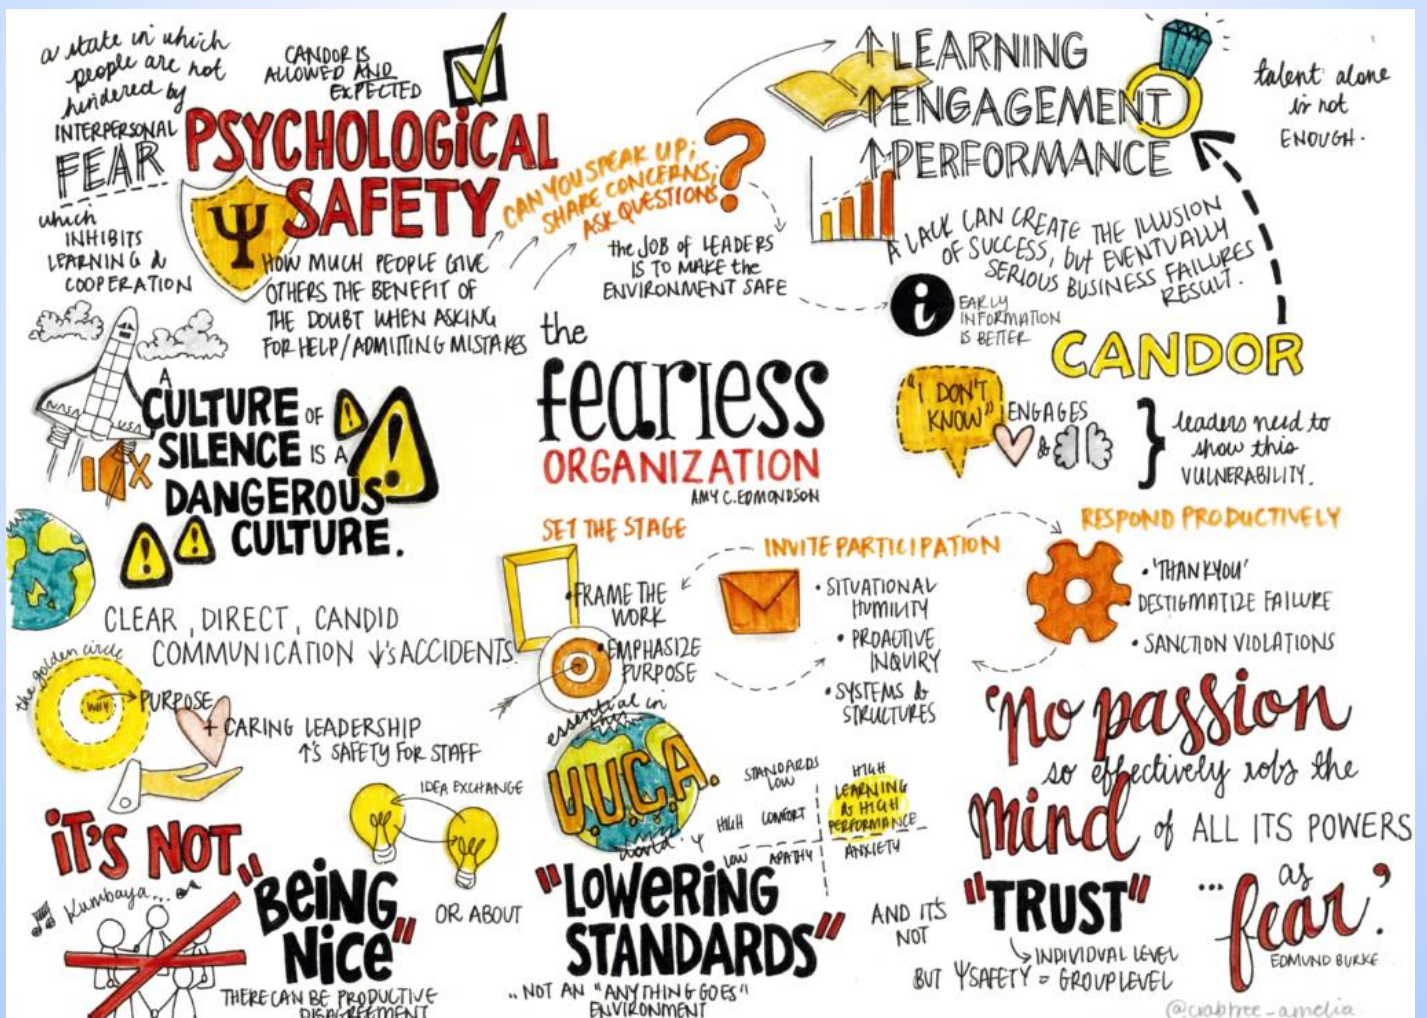 a state in which
people are not
hindered by
INTERPERSONAL
FEAR
which
INHIBITS
LEARNING &
COOPERATION
CANDOR IS
ALLOWED AND
EXPECTED
PSYCHOLOGICAL
SAFETY
Ψ
HOW MUCH PEOPLE GIVE
OTHERS THE BENEFIT OF
THE DOUBT WHEN ASKING
FOR HELP/ADMITTING MISTAKES
CAN YOU SPEAK UP;
SHARE CONCERNS;
ASK QUESTIONS
?
the JOB of LEADERS
IS TO MAKE the
ENVIRONMENT SAFE
↑LEARNING
↑ENGAGEMENT
↑PERFORMANCE
talent alone
is not
ENOUGH.
A LACK CAN CREATE THE ILLUSION
OF SUCCESS, but EVENTUALLY
SERIOUS BUSINESS FAILURES
RESULT.
i
EARLY
INFORMATION
IS BETTER
CANDOR
"I DON'T
KNOW"
ENGAGES
&
leaders need to
show this
VULNERABILITY.
the
fearless
ORGANIZATION
AMY C. EDMONDSON
NASA
USA
A
CULTURE OF
SILENCE IS A
DANGEROUS
CULTURE.
CLEAR, DIRECT, CANDID
COMMUNICATION ↓'s ACCIDENTS.
the golden circle
WHY
PURPOSE
+ CARING LEADERSHIP
↑'s SAFETY FOR STAFF
SET THE STAGE
• FRAME THE
WORK
• EMPHASIZE
PURPOSE
INVITE PARTICIPATION
• SITUATIONAL
HUMILITY
• PROACTIVE
INQUIRY
• SYSTEMS &
STRUCTURES
RESPOND PRODUCTIVELY
• 'THANKYOU'
• DESTIGMATIZE FAILURE
• SANCTION VIOLATIONS
essential in
this
V.U.C.A.
world.
STANDARDS
LOW
HIGH
Ψ
HIGH
COMFORT
LEARNING
& HIGH
PERFORMANCE
LOW
APATHY
ANXIETY
'No passion
so effectively robs the
mind of ALL ITS POWERS
... as
fear.'
EDMUND BURKE
IT'S NOT
Kumbaya...
"BEING
NICE"
THERE CAN BE PRODUCTIVE
DISAGREEMENT
IDEA EXCHANGE
OR ABOUT
"LOWERING
STANDARDS"
.. NOT AN "ANYTHING GOES"
ENVIRONMENT
AND IT'S
NOT
"TRUST"
INDIVIDUAL LEVEL
BUT Ψ SAFETY = GROUP LEVEL
@crabtree_amelia